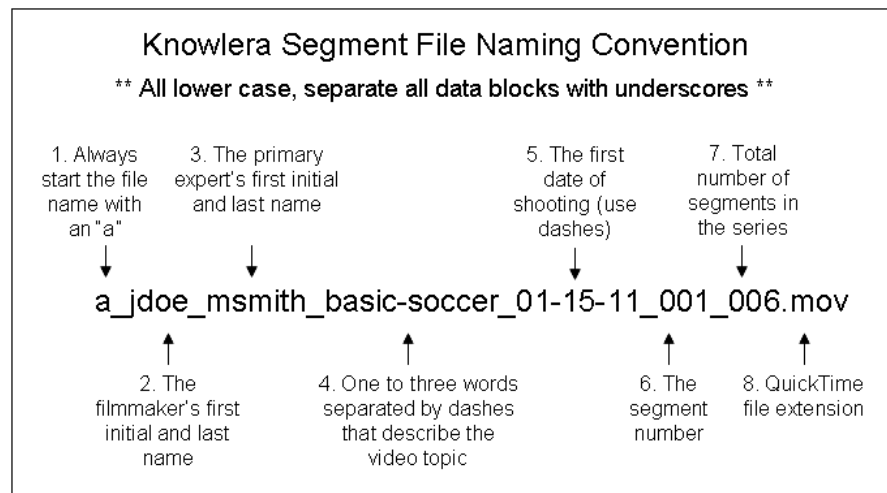 Knowlera Segment File Naming Convention
** All lower case, separate all data blocks with underscores **
1. Always
start the file
name with
an "a"
3. The primary
expert's first initial
and last name
5. The first
date of
shooting (use
dashes)
7. Total
number of
segments in
the series
a_jdoe_msmith_basic-soccer_01-15-11_001_006.mov
2. The
filmmaker's first
initial and last
name
4. One to three words
separated by dashes
that describe the
video topic
6. The
segment
number
8. QuickTime
file extension